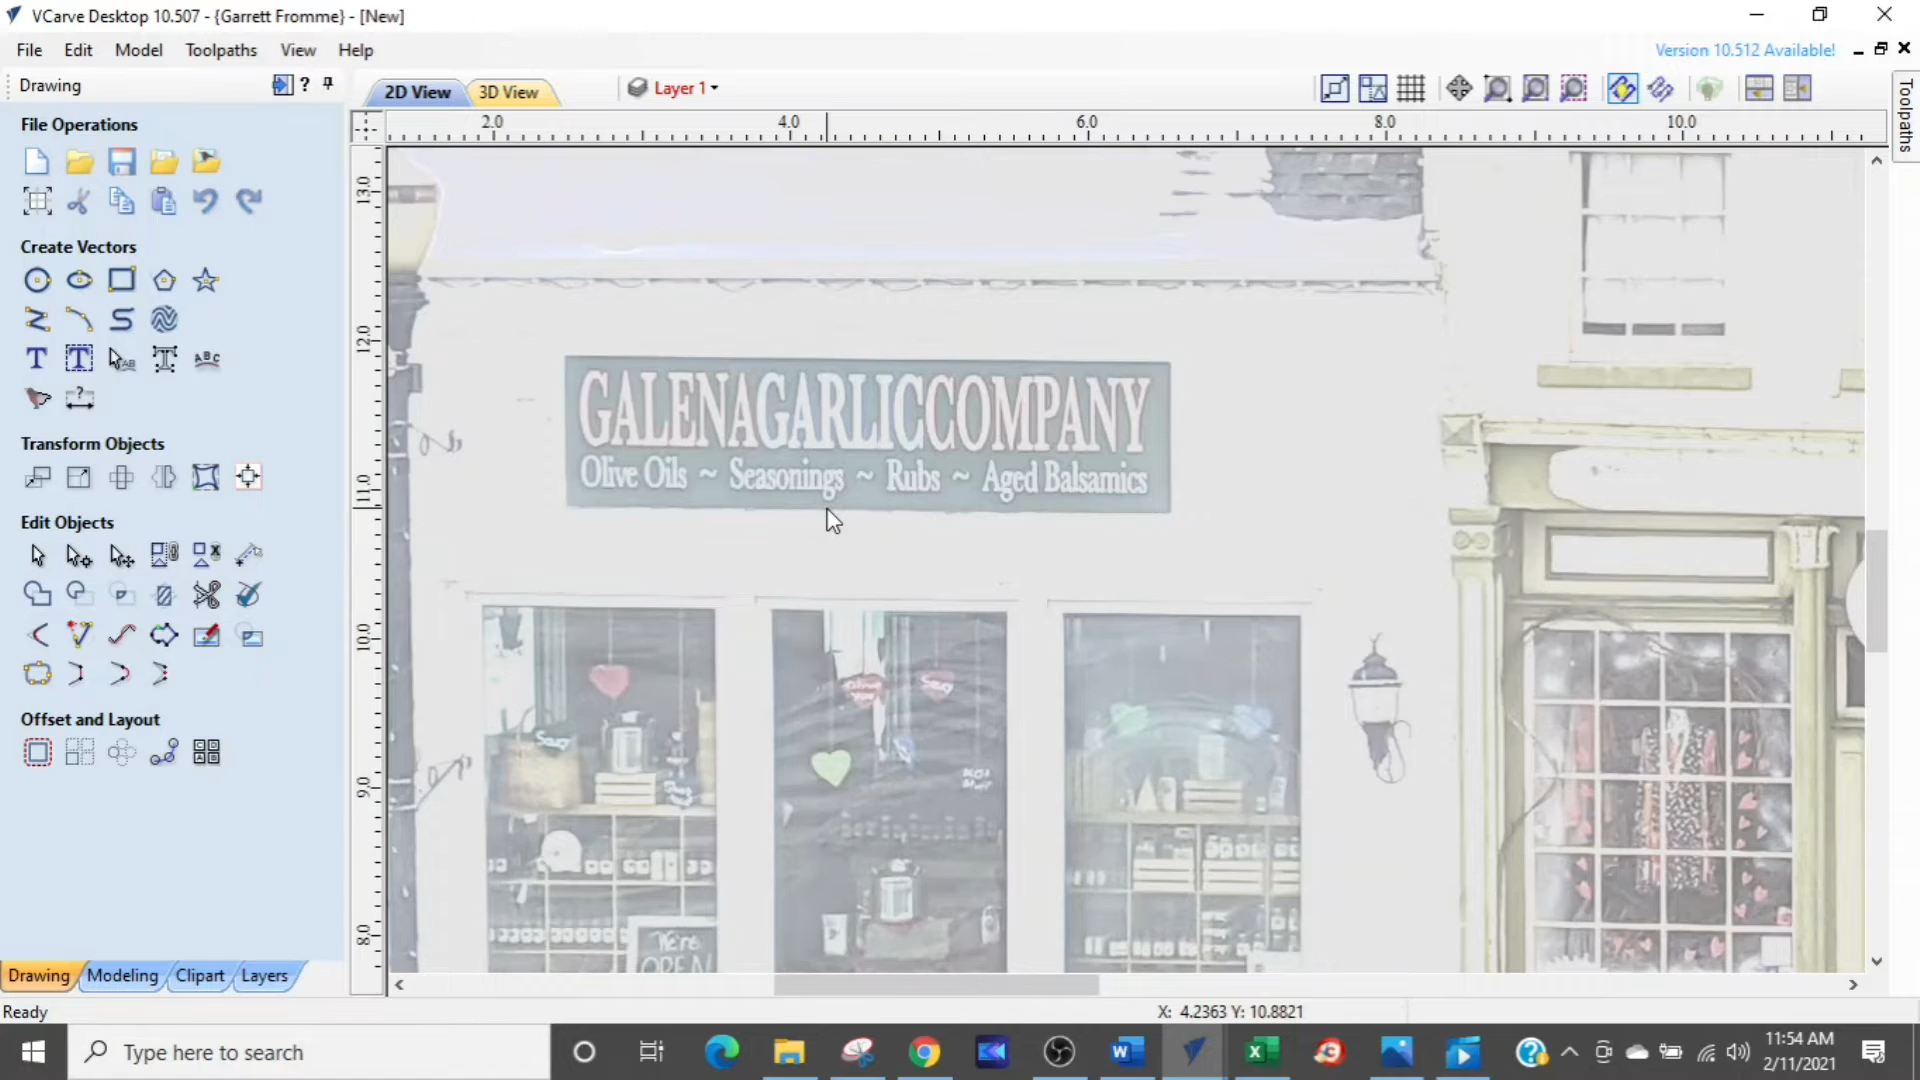 VCarve Desktop 10.507 - {Garrett Fromme} - [New]
File Edit Model Toolpaths View Help
Version 10.512 Available!
Drawing
2D View 3D View Layer 1
Toolpaths
File Operations
2.0 4.0 6.0 8.0 10.0
13.0
12.0
11.0
10.0
9.0
8.0
Create Vectors
Transform Objects
Edit Objects
Offset and Layout
GALENAGARLICCOMPANY
Olive Oils ~ Seasonings ~ Rubs ~ Aged Balsamics
We're
OPEN
Drawing Modeling Clipart Layers
Ready
X: 4.2363 Y: 10.8821
Type here to search
11:54 AM
2/11/2021